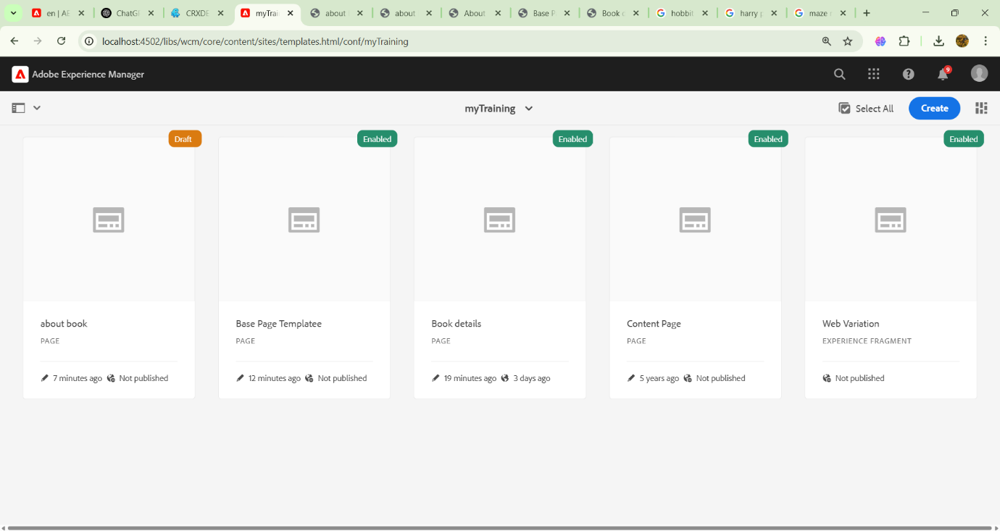 en | AE
ChatG
CRXDE
myTrai
about
about
About
Base P
Book
hobbit
harry p
maze
localhost:4502/libs/wcm/core/content/sites/templates.html/conf/myTraining
Adobe Experience Manager
9
myTraining
Select All
Create
Draft
Enabled
Enabled
Enabled
Enabled
about book
PAGE
7 minutes ago Not published
Base Page Templatee
PAGE
12 minutes ago Not published
Book details
PAGE
19 minutes ago 3 days ago
Content Page
PAGE
5 years ago Not published
Web Variation
EXPERIENCE FRAGMENT
Not published